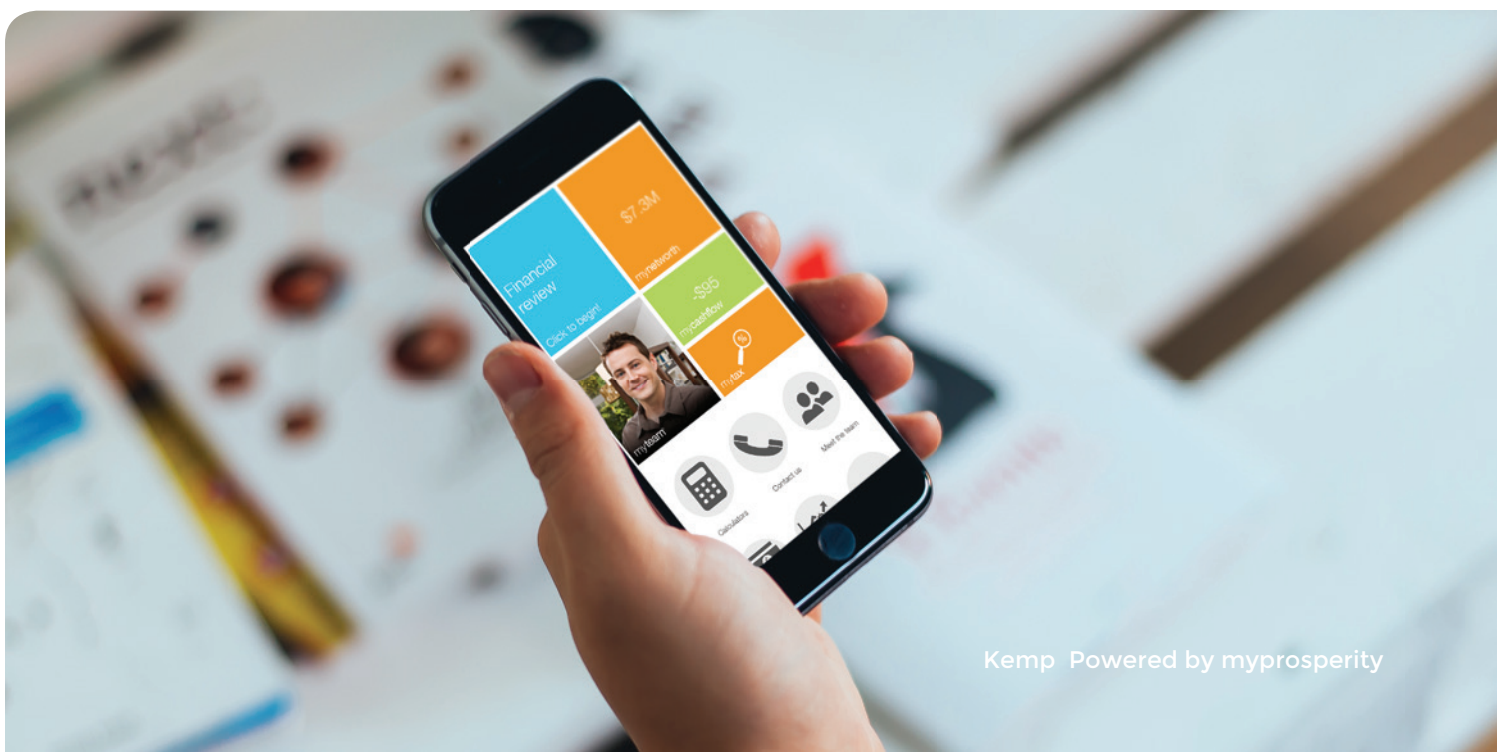 Financial
review
Click to begin!
$7.3M
mynetworth
-$95
mycashflow
myteam
mytax
Calculators
Contact us
Meet the team
Kemp Powered by myprosperity